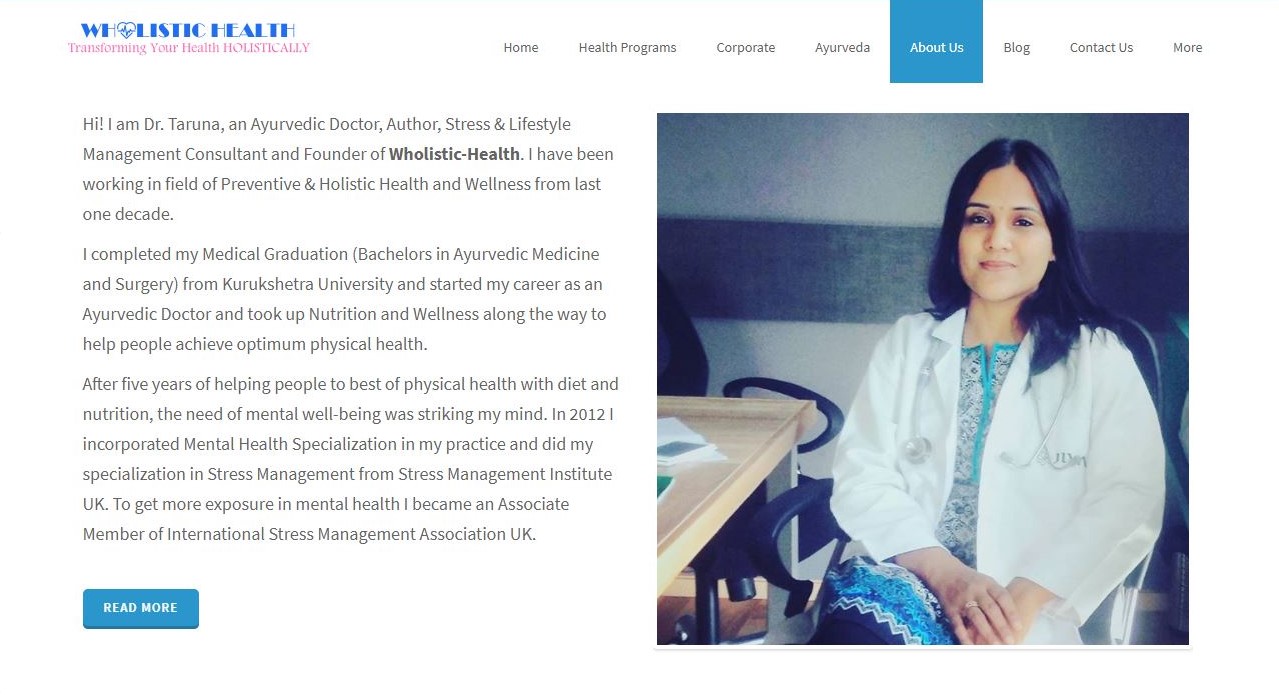 WHOLISTIC HEALTH
Transforming Your Health HOLISTICALLY
Home
Health Programs
Corporate
Ayurveda
About Us
Blog
Contact Us
More
Hi! I am Dr. Taruna, an Ayurvedic Doctor, Author, Stress & Lifestyle
Management Consultant and Founder of Wholistic-Health. I have been
working in field of Preventive & Holistic Health and Wellness from last
one decade.
I completed my Medical Graduation (Bachelors in Ayurvedic Medicine
and Surgery) from Kurukshetra University and started my career as an
Ayurvedic Doctor and took up Nutrition and Wellness along the way to
help people achieve optimum physical health.
After five years of helping people to best of physical health with diet and
nutrition, the need of mental well-being was striking my mind. In 2012 I
incorporated Mental Health Specialization in my practice and did my
specialization in Stress Management from Stress Management Institute
UK. To get more exposure in mental health I became an Associate
Member of International Stress Management Association UK.
READ MORE